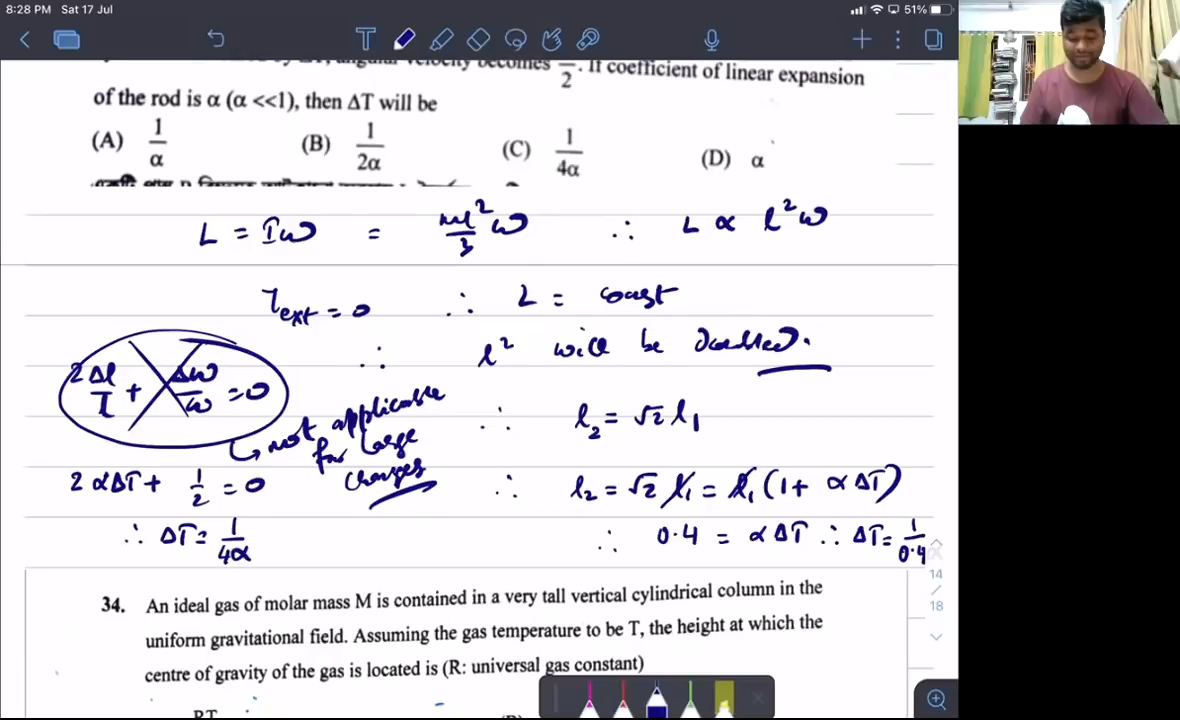 8:28 PM Sat 17 Jul
51%
angular velocity becomes /2. If coefficient of linear expansion
of the rod is α (α <<1), then ΔT will be
(A) 1/α (B) 1/2α (C) 1/4α (D) α
L = Iω = ml²/3 ω ∴ L ∝ l²ω
τext = 0 ∴ L = const
∴ l² will be doubled.
2Δl/l + Δω/ω = 0
not applicable
for large
changes
∴ l₂ = √2 l₁
2αΔT + 1/2 = 0
∴ l₂ = √2 l₁ = l₁ (1 + αΔT)
∴ ΔT = 1/4α
∴ 0.4 = αΔT ∴ ΔT = 1/0.4
14
/
18
34. An ideal gas of molar mass M is contained in a very tall vertical cylindrical column in the
uniform gravitational field. Assuming the gas temperature to be T, the height at which the
centre of gravity of the gas is located is (R: universal gas constant)
RT